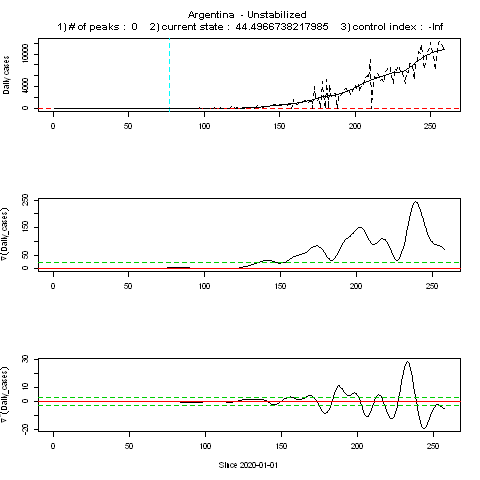 Argentina - Unstabilized
1) # of peaks : 0 2) current state : 44.4966738217985 3) control index : -Inf
Daily cases
0 4000 10000
0 50 100 150 200 250
∇(Daily_cases)
0 50 150 250
0 50 100 150 200 250
∇(Daily_cases)
-20 0 10 30
0 50 100 150 200 250
Since 2020-01-01